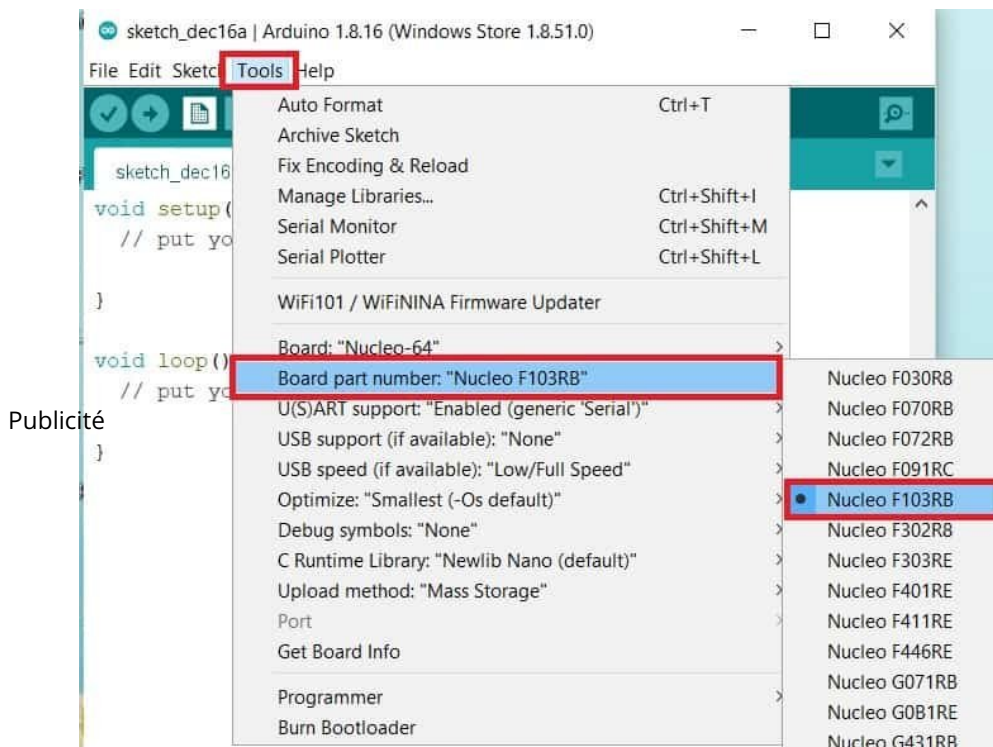 sketch_dec16a | Arduino 1.8.16 (Windows Store 1.8.51.0)
File Edit Sketc Tools Help
sketch_dec16
void setup(
// put yo
}
void loop()
// put yo
}
Publicité
Auto Format Ctrl+T
Archive Sketch
Fix Encoding & Reload
Manage Libraries... Ctrl+Shift+I
Serial Monitor Ctrl+Shift+M
Serial Plotter Ctrl+Shift+L
WiFi101 / WiFiNINA Firmware Updater
Board: "Nucleo-64"
Board part number: "Nucleo F103RB"
U(S)ART support: "Enabled (generic 'Serial')"
USB support (if available): "None"
USB speed (if available): "Low/Full Speed"
Optimize: "Smallest (-Os default)"
Debug symbols: "None"
C Runtime Library: "Newlib Nano (default)"
Upload method: "Mass Storage"
Port
Get Board Info
Programmer
Burn Bootloader
Nucleo F030R8
Nucleo F070RB
Nucleo F072RB
Nucleo F091RC
Nucleo F103RB
Nucleo F302R8
Nucleo F303RE
Nucleo F401RE
Nucleo F411RE
Nucleo F446RE
Nucleo G071RB
Nucleo G0B1RE
Nucleo G431RB